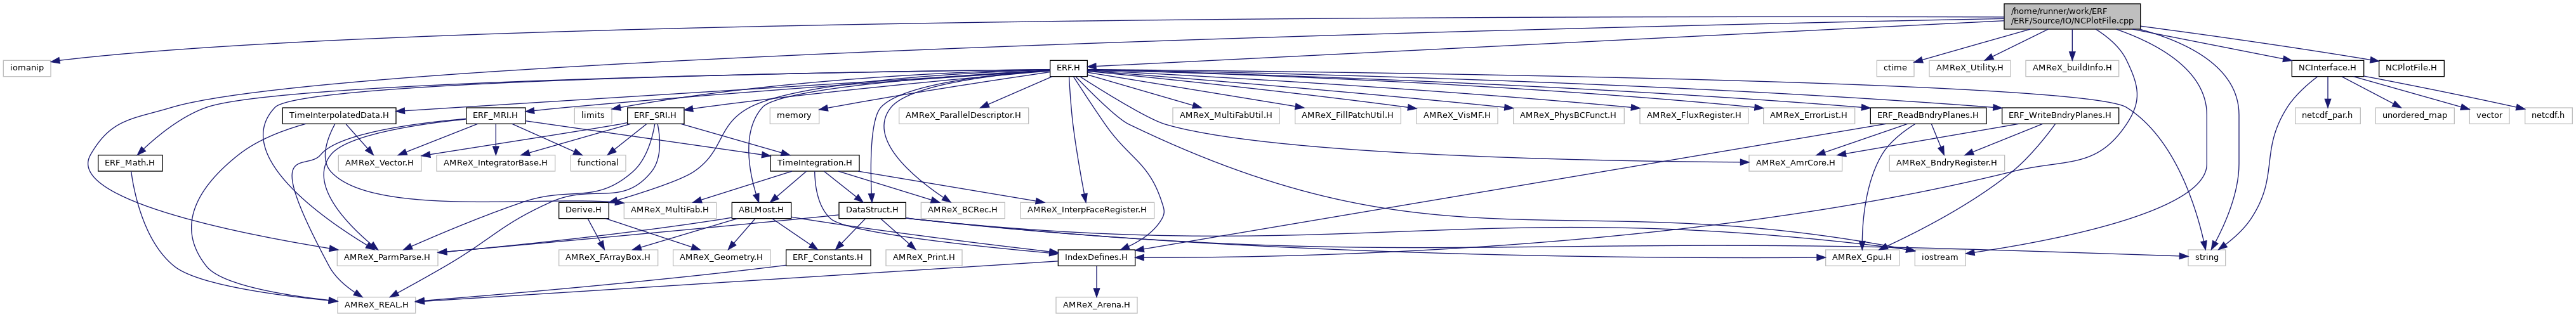 /home/runner/work/ERF
/ERF/Source/IO/NCPlotFile.cpp
iomanip
ERF.H
ctime
AMReX_Utility.H
AMReX_buildInfo.H
NCInterface.H
NCPlotFile.H
TimeInterpolatedData.H
ERF_MRI.H
limits
ERF_SRI.H
memory
AMReX_ParallelDescriptor.H
AMReX_MultiFabUtil.H
AMReX_FillPatchUtil.H
AMReX_VisMF.H
AMReX_PhysBCFunct.H
AMReX_FluxRegister.H
AMReX_ErrorList.H
ERF_ReadBndryPlanes.H
ERF_WriteBndryPlanes.H
netcdf_par.h
unordered_map
vector
netcdf.h
ERF_Math.H
AMReX_Vector.H
AMReX_IntegratorBase.H
functional
TimeIntegration.H
AMReX_AmrCore.H
AMReX_BndryRegister.H
Derive.H
AMReX_MultiFab.H
ABLMost.H
DataStruct.H
AMReX_BCRec.H
AMReX_InterpFaceRegister.H
AMReX_ParmParse.H
AMReX_FArrayBox.H
AMReX_Geometry.H
ERF_Constants.H
AMReX_Print.H
IndexDefines.H
AMReX_Gpu.H
iostream
string
AMReX_REAL.H
AMReX_Arena.H